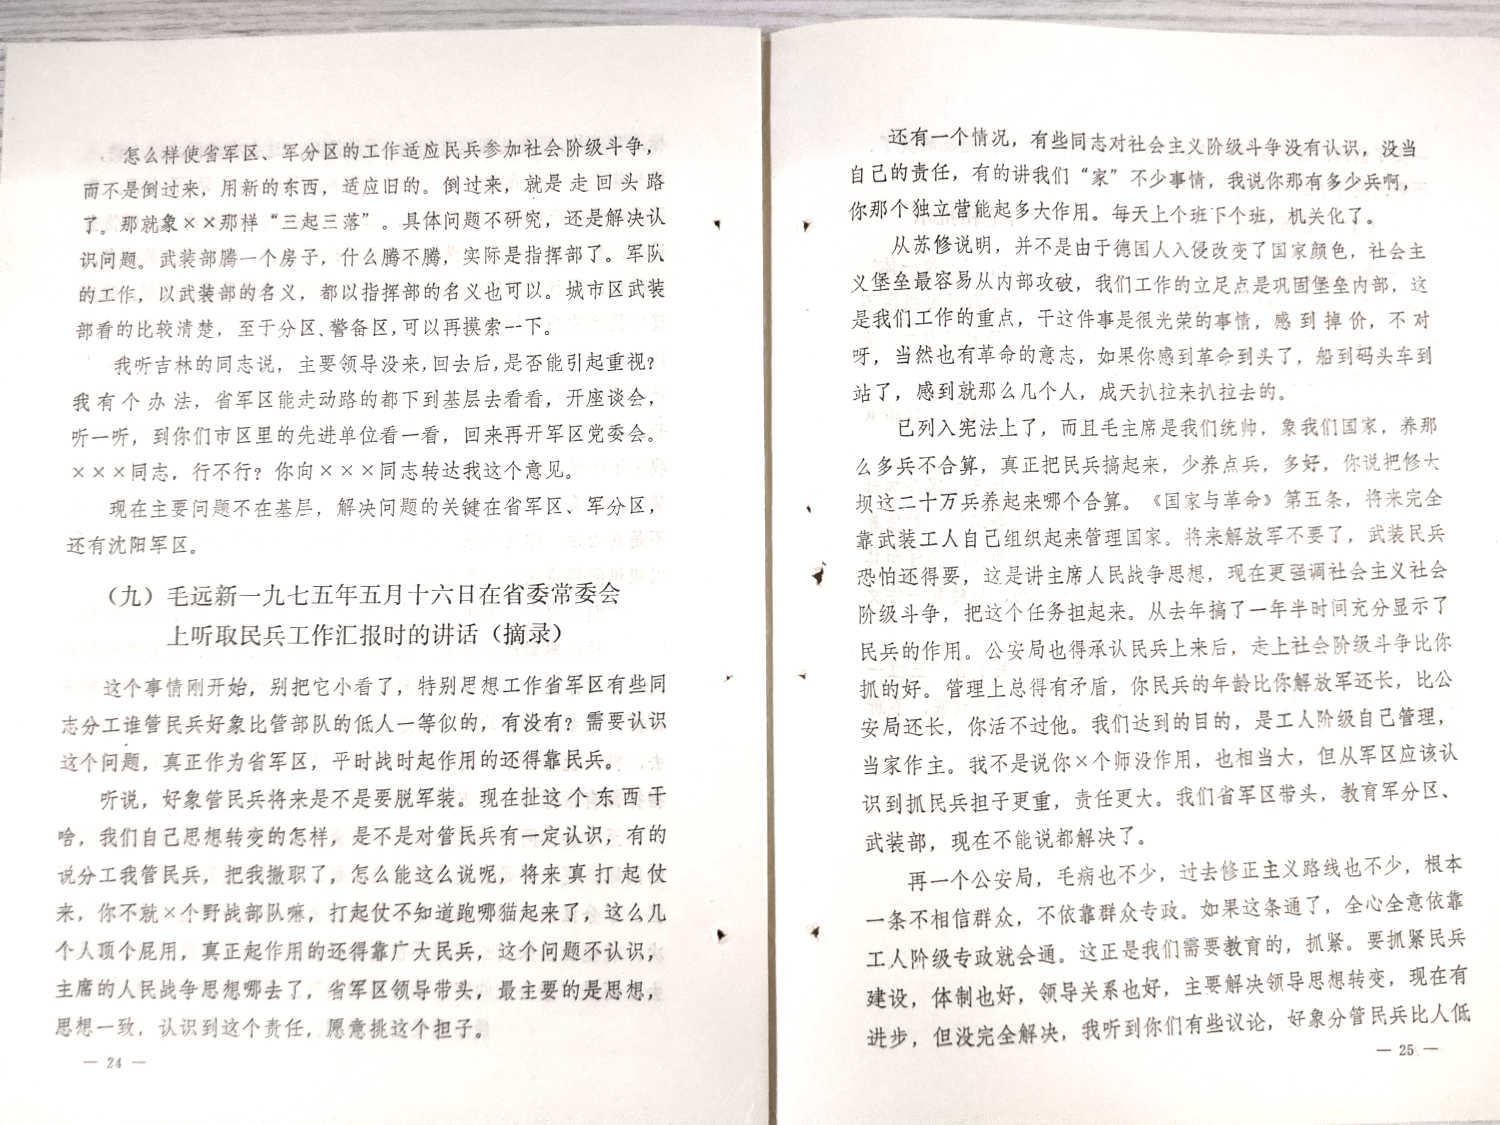 怎么样使省军区、军分区的工作适应民兵参加社会阶级斗争，
而不是倒过来，用新的东西，适应旧的。倒过来，就是走回头路
了。那就象××那样“三起三落”。具体问题不研究，还是解决认
识问题。武装部腾一个房子，什么腾不腾，实际是指挥部了。军队
的工作，以武装部的名义，都以指挥部的名义也可以。城市区武装
部看的比较清楚，至于分区、警备区，可以再摸索一下。
我听吉林的同志说，主要领导没来，回去后，是否能引起重视？
我有个办法，省军区能走动路的都下到基层去看看，开座谈会，
听一听，到你们市区里的先进单位看一看，回来再开军区党委会。
×××同志，行不行？你向×××同志转达我这个意见。
现在主要问题不在基层，解决问题的关键在省军区、军分区，
还有沈阳军区。
（九）毛远新一九七五年五月十六日在省委常委会
上听取民兵工作汇报时的讲话（摘录）
这个事情刚开始，别把它小看了，特别思想工作省军区有些同
志分工谁管民兵好象比管部队的低人一等似的，有没有？需要认识
这个问题，真正作为省军区，平时战时起作用的还得靠民兵。
听说，好象管民兵将来是不是要脱军装。现在扯这个东西干
啥，我们自己思想转变的怎样，是不是对管民兵有一定认识，有的
说分工我管民兵，把我撤职了，怎么能这么说呢，将来真打起仗
来，你不就×个野战部队嘛，打起仗不知道跑哪猫起来了，这么几
个人顶个屁用，真正起作用的还得靠广大民兵，这个问题不认识，
主席的人民战争思想哪去了，省军区领导带头，最主要的是思想，
思想一致，认识到这个责任，愿意挑这个担子。
— 24 —
还有一个情况，有些同志对社会主义阶级斗争没有认识，没当
自己的责任，有的讲我们“家”不少事情，我说你那有多少兵啊，
你那个独立营能起多大作用。每天上个班下个班，机关化了。
从苏修说明，并不是由于德国人入侵改变了国家颜色，社会主
义堡垒最容易从内部攻破，我们工作的立足点是巩固堡垒内部，这
是我们工作的重点，干这件事是很光荣的事情，感到掉价，不对
呀，当然也有革命的意志，如果你感到革命到头了，船到码头车到
站了，感到就那么几个人，成天扒拉来扒拉去的。
已列入宪法上了，而且毛主席是我们统帅，象我们国家，养那
么多兵不合算，真正把民兵搞起来，少养点兵，多好，你说把修大
坝这二十万兵养起来哪个合算。《国家与革命》第五条，将来完全
靠武装工人自己组织起来管理国家。将来解放军不要了，武装民兵
恐怕还得要，这是讲主席人民战争思想，现在更强调社会主义社会
阶级斗争，把这个任务担起来。从去年搞了一年半时间充分显示了
民兵的作用。公安局也得承认民兵上来后，走上社会阶级斗争比你
抓的好。管理上总得有矛盾，你民兵的年龄比你解放军还长，比公
安局还长，你活不过他。我们达到的目的，是工人阶级自己管理，
当家作主。我不是说你×个师没作用，也相当大，但从军区应该认
识到抓民兵担子更重，责任更大。我们省军区带头，教育军分区、
武装部，现在不能说都解决了。
再一个公安局，毛病也不少，过去修正主义路线也不少，根本
一条不相信群众，不依靠群众专政。如果这条通了，全心全意依靠
工人阶级专政就会通。这正是我们需要教育的，抓紧。要抓紧民兵
建设，体制也好，领导关系也好，主要解决领导思想转变，现在有
进步，但没完全解决，我听到你们有些议论，好象分管民兵比人低
— 25 —